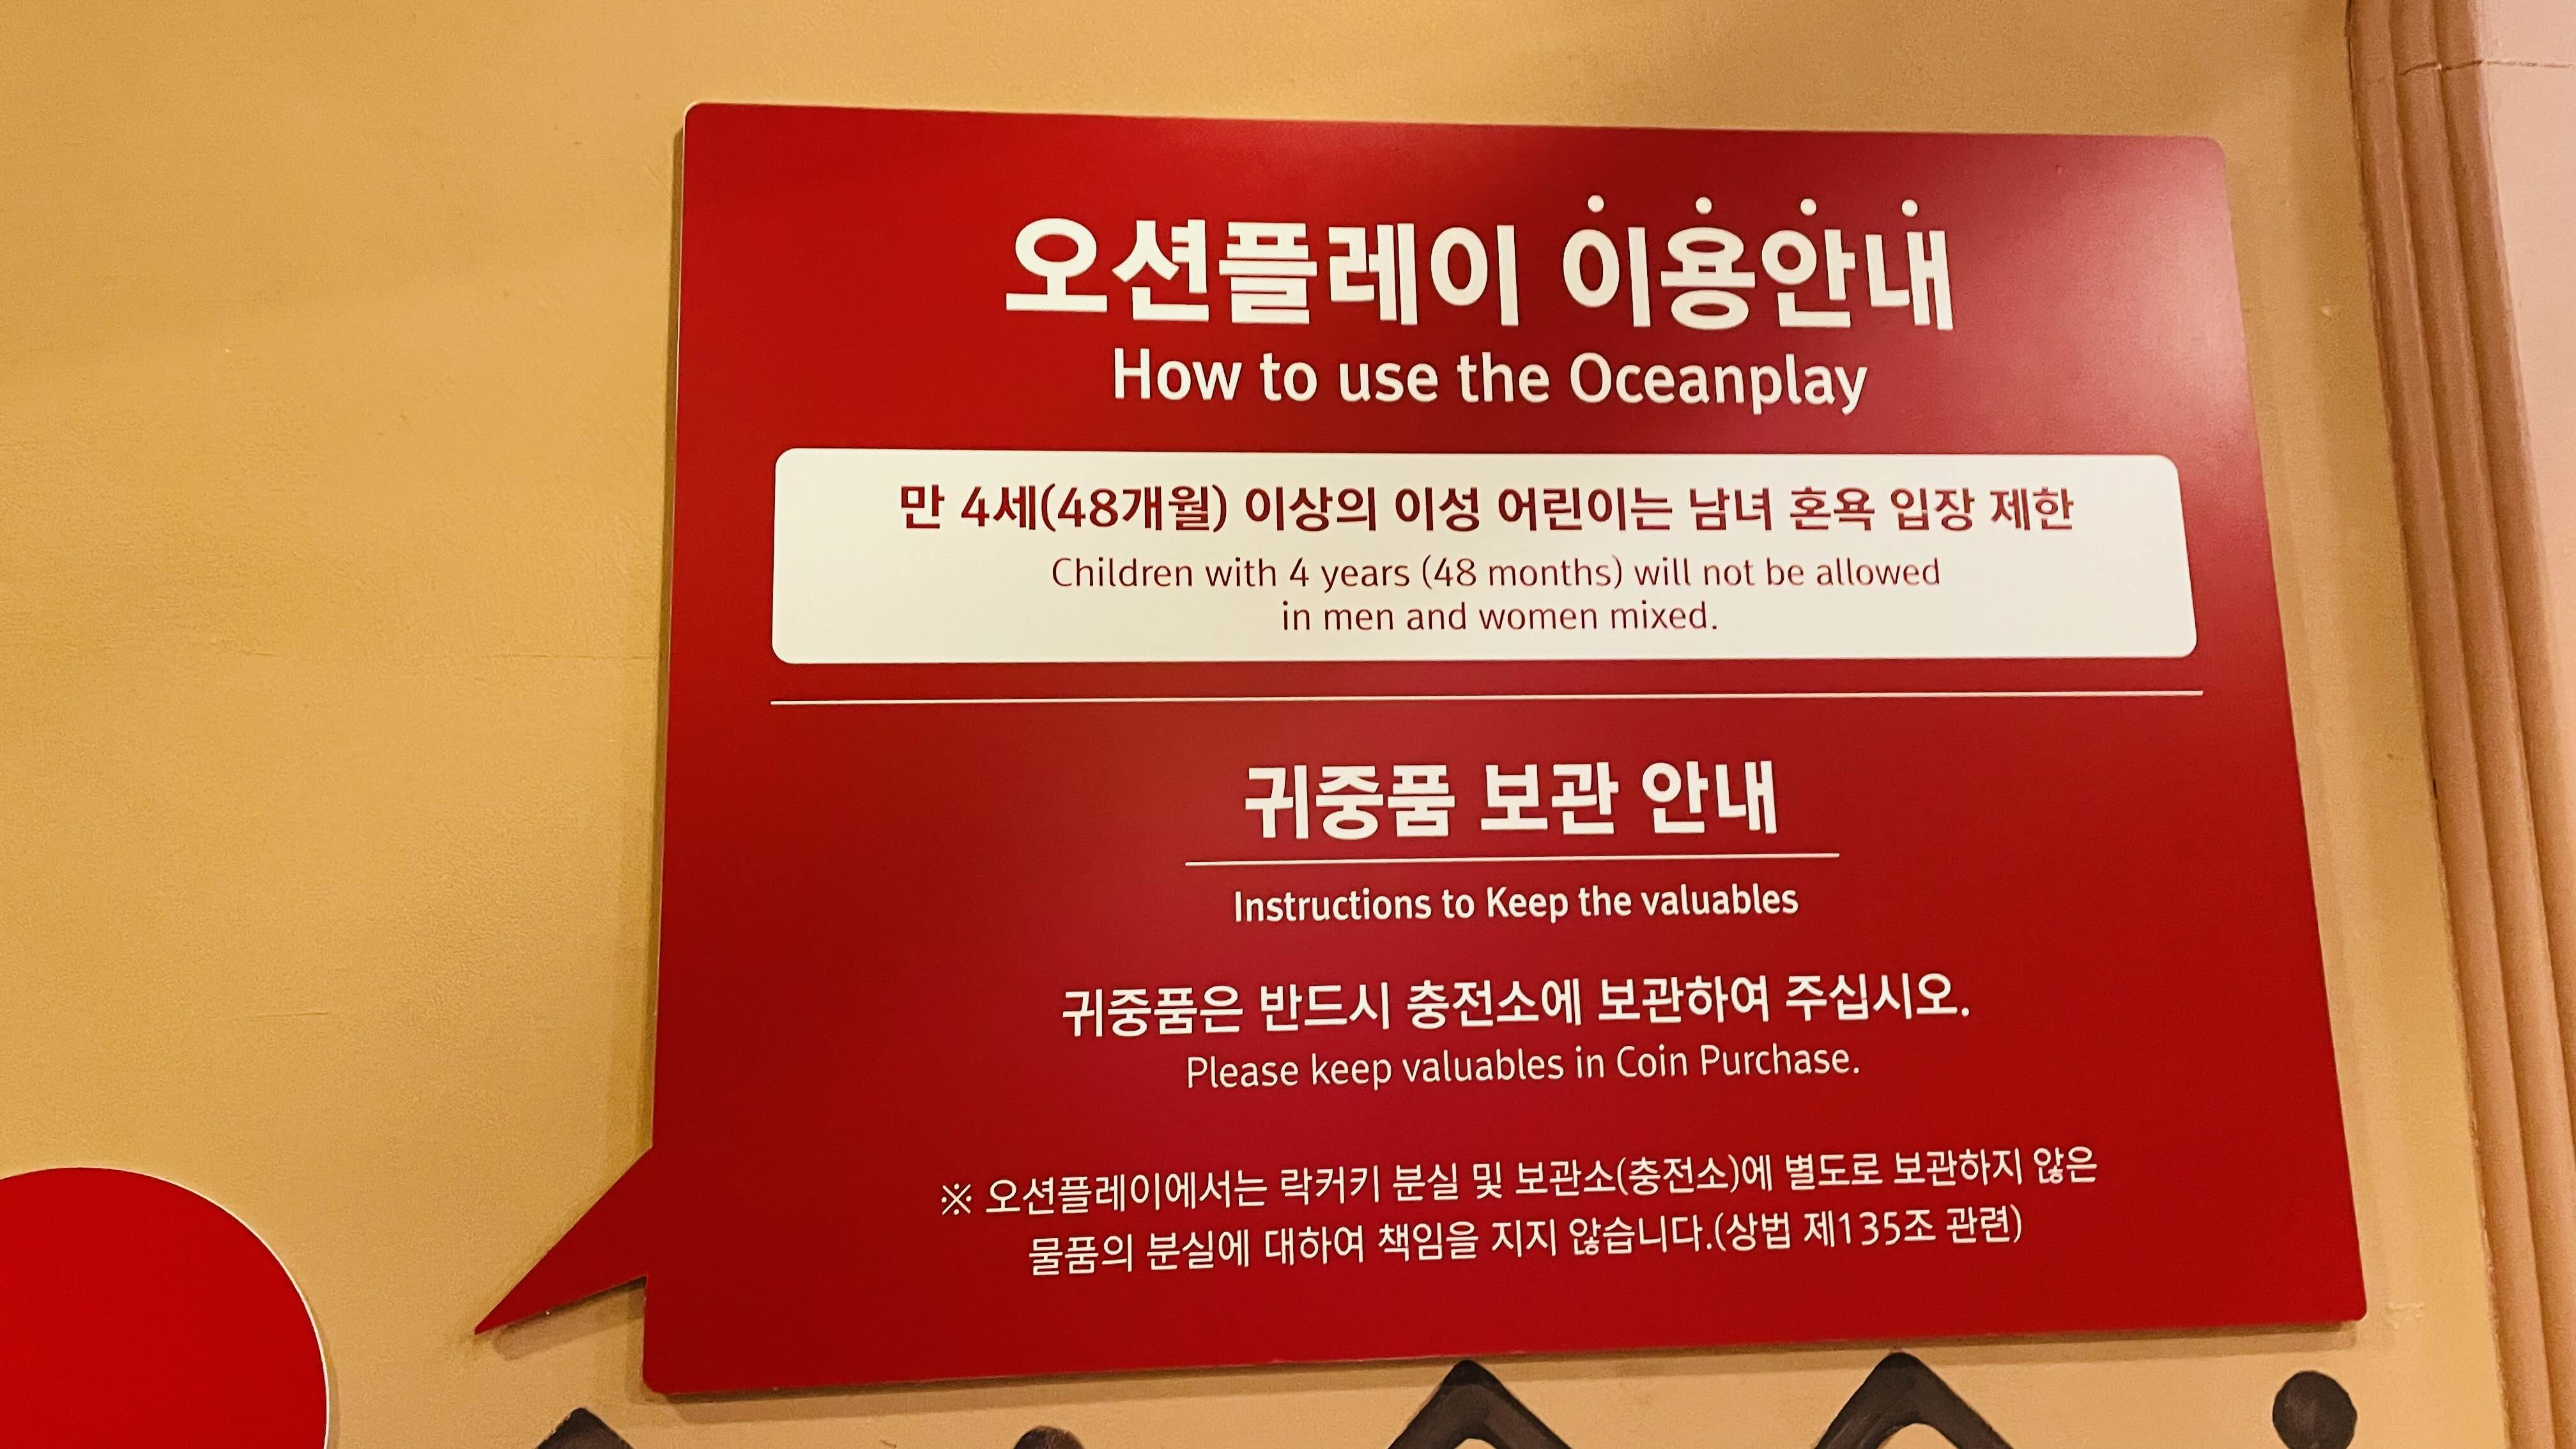 오션플레이 이용안내
How to use the Oceanplay
만 4세(48개월) 이상의 이성 어린이는 남녀 혼욕 입장 제한
Children with 4 years (48 months) will not be allowed
in men and women mixed.
귀중품 보관 안내
Instructions to Keep the valuables
귀중품은 반드시 충전소에 보관하여 주십시오.
Please keep valuables in Coin Purchase.
※ 오션플레이에서는 락커키 분실 및 보관소(충전소)에 별도로 보관하지 않은
물품의 분실에 대하여 책임을 지지 않습니다.(상법 제135조 관련)